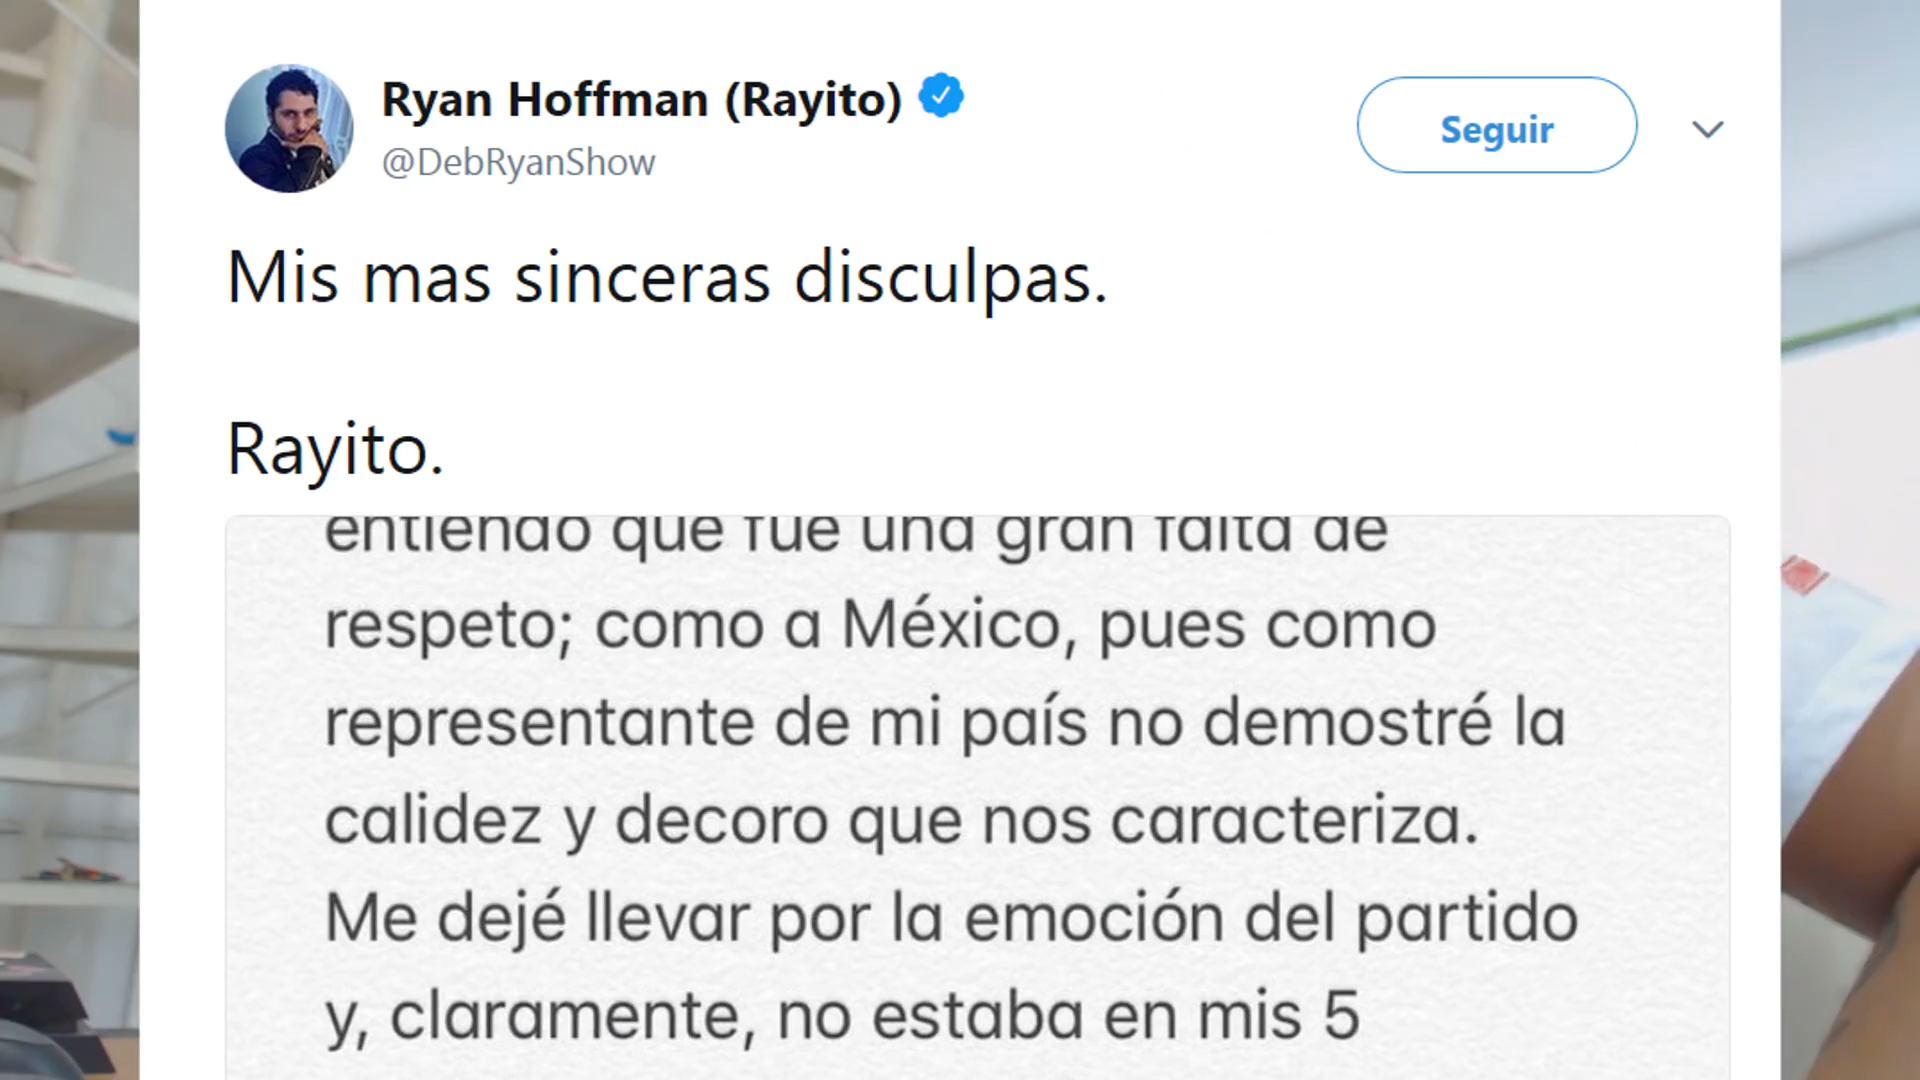 Ryan Hoffman (Rayito)
@DebRyanShow
Seguir
Mis mas sinceras disculpas.
Rayito.
entiendo que fue una gran falta de
respeto; como a México, pues como
representante de mi país no demostré la
calidez y decoro que nos caracteriza.
Me dejé llevar por la emoción del partido
y, claramente, no estaba en mis 5